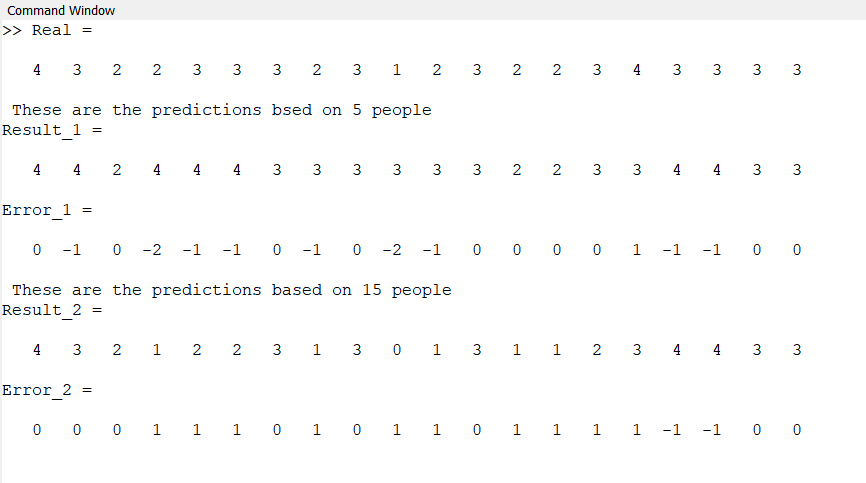 Command Window
>> Real =
4 3 2 2 3 3 3 2 3 1 2 3 2 2 3 4 3 3 3 3
These are the predictions bsed on 5 people
Result_1 =
4 4 2 4 4 4 3 3 3 3 3 3 2 2 3 3 4 4 3 3
Error_1 =
0 -1 0 -2 -1 -1 0 -1 0 -2 -1 0 0 0 0 1 -1 -1 0 0
These are the predictions based on 15 people
Result_2 =
4 3 2 1 2 2 3 1 3 0 1 3 1 1 2 3 4 4 3 3
Error_2 =
0 0 0 1 1 1 0 1 0 1 1 0 1 1 1 1 -1 -1 0 0